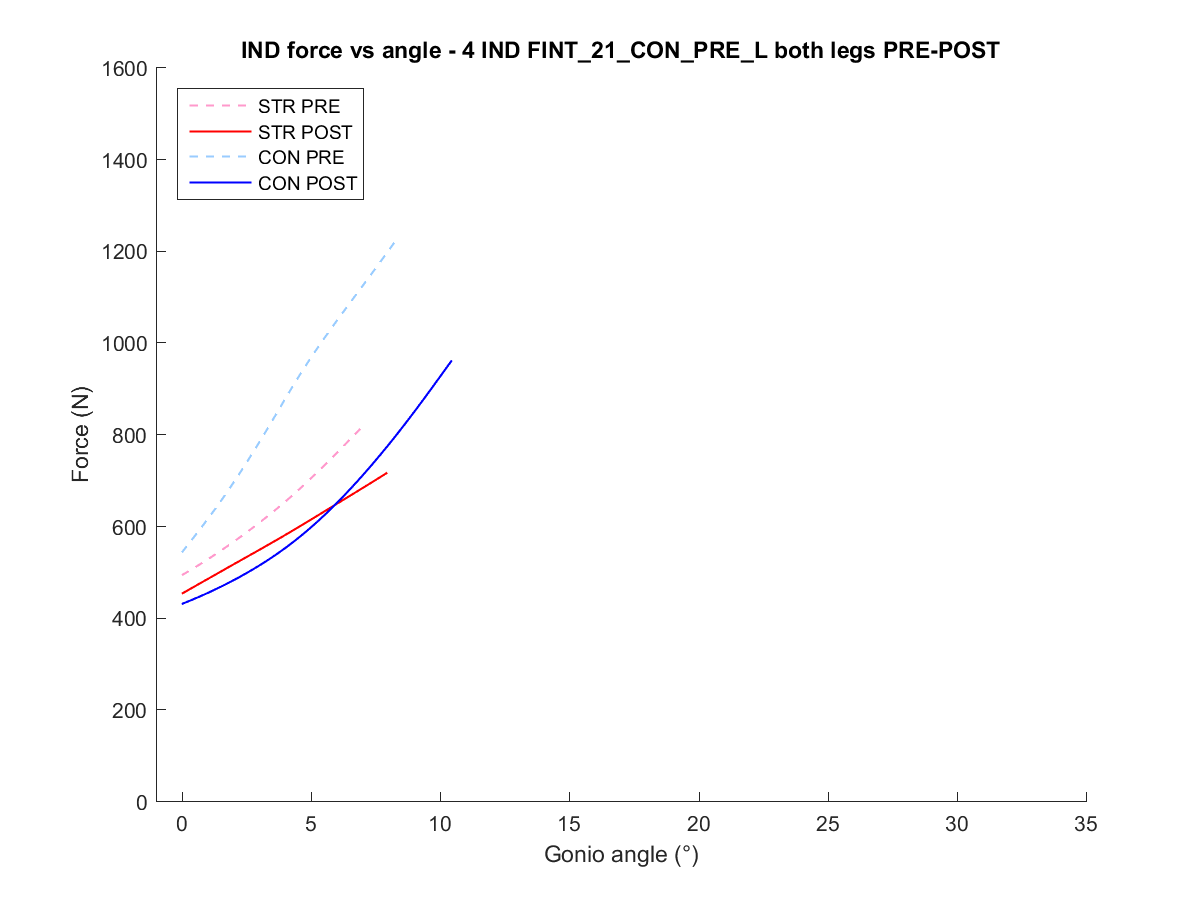 IND force vs angle - 4 IND FINT_21_CON_PRE_L both legs PRE-POST
1600
1400
1200
1000
800
600
400
200
0
Force (N)
STR PRE
STR POST
CON PRE
CON POST
0 5 10 15 20 25 30 35
Gonio angle (°)